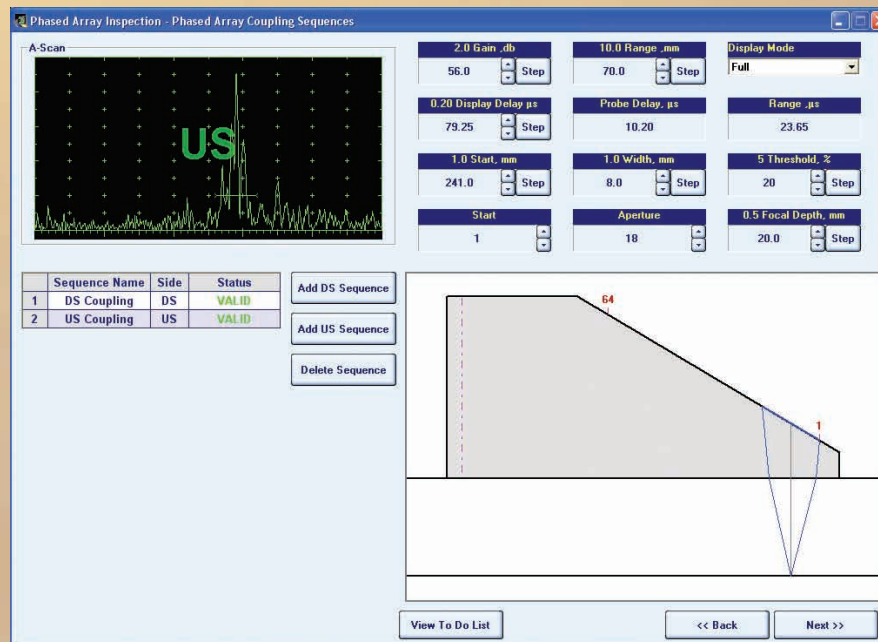 Phased Array Inspection - Phased Array Coupling Sequences
A-Scan
US
2.0 Gain ,db
56.0
Step
10.0 Range ,mm
70.0
Step
Display Mode
Full
0.20 Display Delay µs
79.25
Step
Probe Delay, µs
10.20
Range ,µs
23.65
1.0 Start, mm
241.0
Step
1.0 Width, mm
8.0
Step
5 Threshold, %
20
Step
Start
1
Aperture
18
0.5 Focal Depth, mm
20.0
Step
Sequence Name Side Status
1 DS Coupling DS VALID
2 US Coupling US VALID
Add DS Sequence
Add US Sequence
Delete Sequence
64
1
View To Do List
<< Back
Next >>